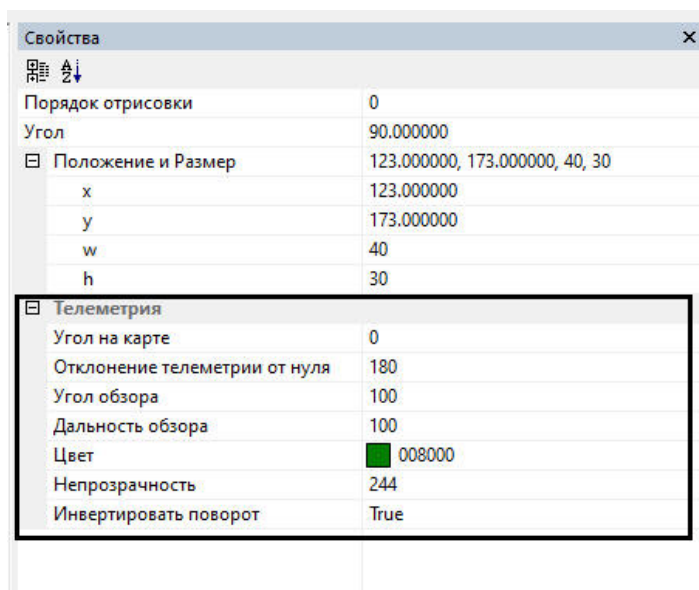 Свойства
Порядок отрисовки 0
Угол 90.000000
Положение и Размер 123.000000, 173.000000, 40, 30
x 123.000000
y 173.000000
w 40
h 30
Телеметрия
Угол на карте 0
Отклонение телеметрии от нуля 180
Угол обзора 100
Дальность обзора 100
Цвет 008000
Непрозрачность 244
Инвертировать поворот True